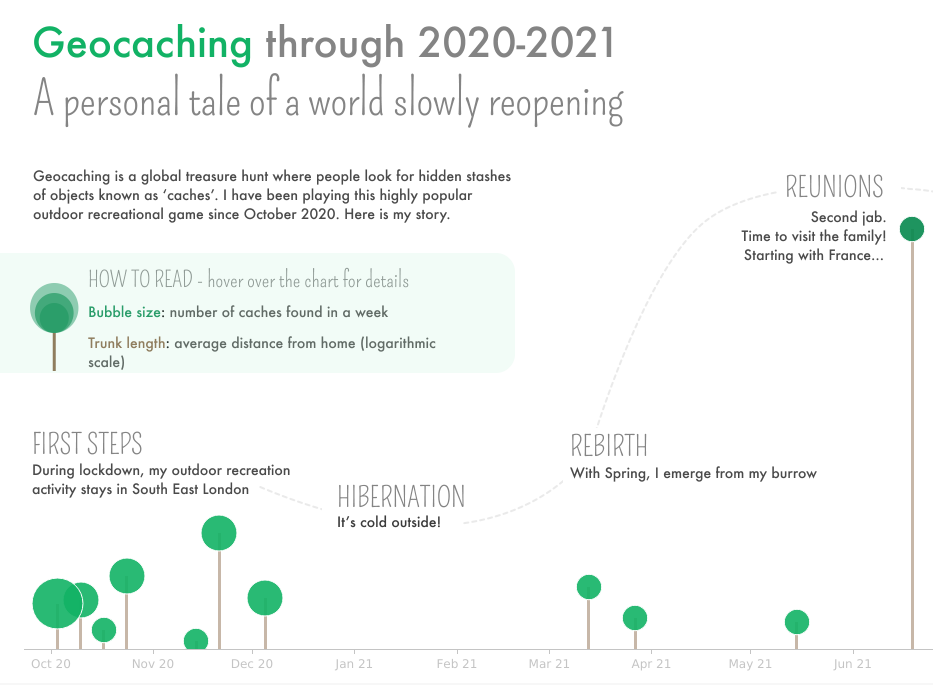 Geocaching through 2020-2021
A personal tale of a world slowly reopening
Geocaching is a global treasure hunt where people look for hidden stashes
of objects known as ‘caches’. I have been playing this highly popular
outdoor recreational game since October 2020. Here is my story.
HOW TO READ - hover over the chart for details
Bubble size: number of caches found in a week
Trunk length: average distance from home (logarithmic
scale)
REUNIONS
Second jab.
Time to visit the family!
Starting with France...
FIRST STEPS
During lockdown, my outdoor recreation
activity stays in South East London
HIBERNATION
It’s cold outside!
REBIRTH
With Spring, I emerge from my burrow
Oct 20 Nov 20 Dec 20 Jan 21 Feb 21 Mar 21 Apr 21 May 21 Jun 21